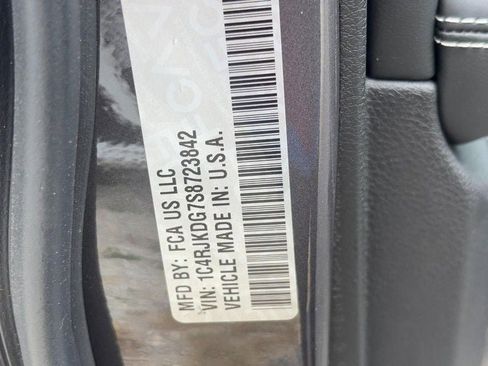 MFD BY: FCA US LLC
VIN: 1C4RJKDG7S8723842
VEHICLE MADE IN: U.S.A.